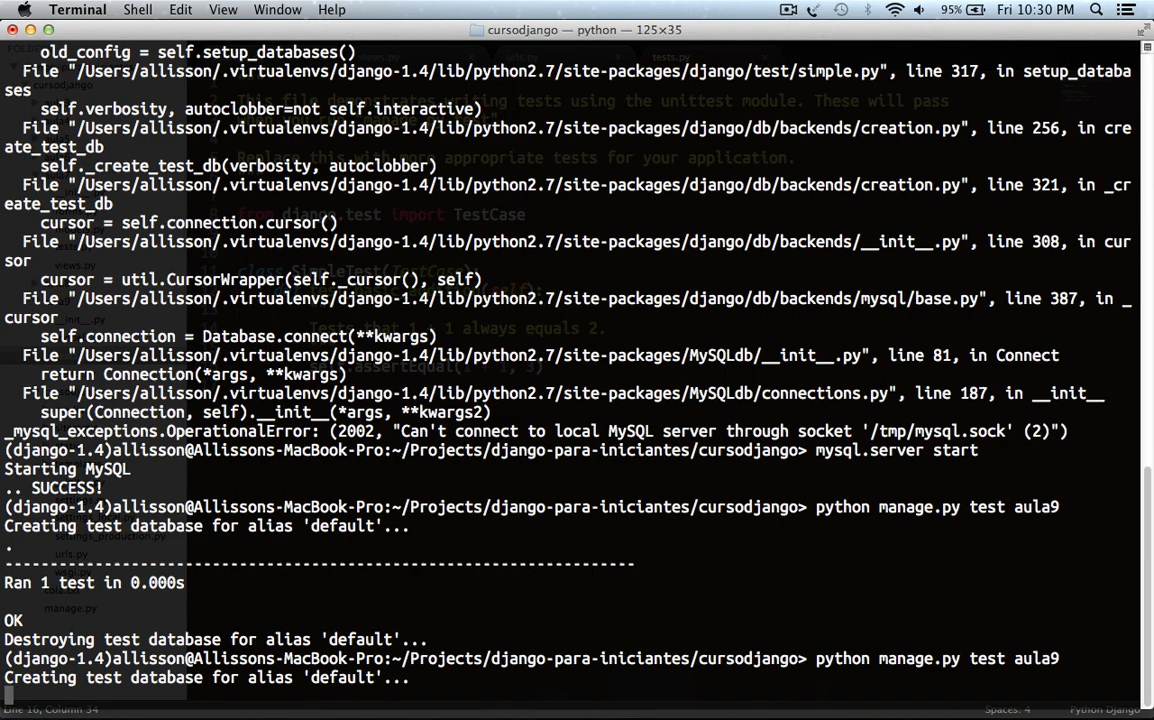 Terminal Shell Edit View Window Help 95% Fri 10:30 PM
cursodjango — python — 125×35
old_config = self.setup_databases()
File "/Users/allisson/.virtualenvs/django-1.4/lib/python2.7/site-packages/django/test/simple.py", line 317, in setup_databa
ses
self.verbosity, autoclobber=not self.interactive)
File "/Users/allisson/.virtualenvs/django-1.4/lib/python2.7/site-packages/django/db/backends/creation.py", line 256, in cre
ate_test_db
self._create_test_db(verbosity, autoclobber)
File "/Users/allisson/.virtualenvs/django-1.4/lib/python2.7/site-packages/django/db/backends/creation.py", line 321, in _cr
eate_test_db
cursor = self.connection.cursor()
File "/Users/allisson/.virtualenvs/django-1.4/lib/python2.7/site-packages/django/db/backends/__init__.py", line 308, in cur
sor
cursor = util.CursorWrapper(self._cursor(), self)
File "/Users/allisson/.virtualenvs/django-1.4/lib/python2.7/site-packages/django/db/backends/mysql/base.py", line 387, in _
cursor
self.connection = Database.connect(**kwargs)
File "/Users/allisson/.virtualenvs/django-1.4/lib/python2.7/site-packages/MySQLdb/__init__.py", line 81, in Connect
return Connection(*args, **kwargs)
File "/Users/allisson/.virtualenvs/django-1.4/lib/python2.7/site-packages/MySQLdb/connections.py", line 187, in __init__
super(Connection, self).__init__(*args, **kwargs2)
_mysql_exceptions.OperationalError: (2002, "Can't connect to local MySQL server through socket '/tmp/mysql.sock' (2)")
(django-1.4)allisson@Allissons-MacBook-Pro:~/Projects/django-para-iniciantes/cursodjango> mysql.server start
Starting MySQL
.. SUCCESS!
(django-1.4)allisson@Allissons-MacBook-Pro:~/Projects/django-para-iniciantes/cursodjango> python manage.py test aula9
Creating test database for alias 'default'...
.
----------------------------------------------------------------------
Ran 1 test in 0.000s
OK
Destroying test database for alias 'default'...
(django-1.4)allisson@Allissons-MacBook-Pro:~/Projects/django-para-iniciantes/cursodjango> python manage.py test aula9
Creating test database for alias 'default'...
Line 16, Column 34 Spaces: 4 Python Django